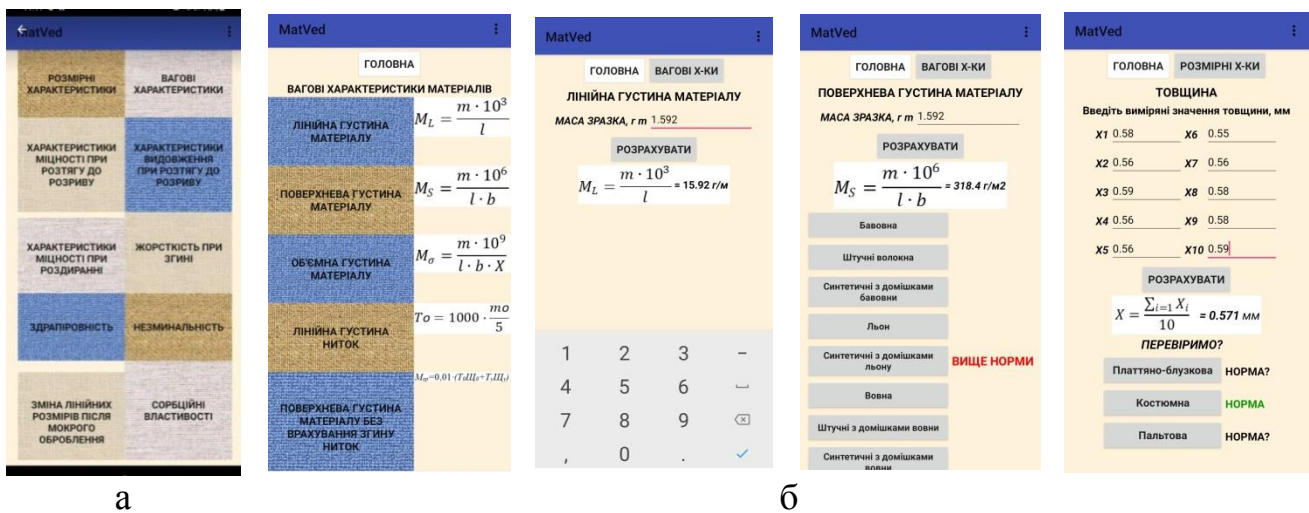 MatVed
РОЗМІРНІ
ХАРАКТЕРИСТИКИ
ВАГОВІ
ХАРАКТЕРИСТИКИ
ХАРАКТЕРИСТИКИ
МІЦНОСТІ ПРИ
РОЗТЯГУ ДО
РОЗРИВУ
ХАРАКТЕРИСТИКИ
ВИДОВЖЕННЯ
ПРИ РОЗТЯГУ ДО
РОЗРИВУ
ХАРАКТЕРИСТИКИ
МІЦНОСТІ ПРИ
РОЗДИРАННІ
ЖОРСТКІСТЬ ПРИ
ЗГИНІ
ЗДРАПІРОВНІСТЬ
НЕЗМИНАЛЬНІСТЬ
ЗМІНА ЛІНІЙНИХ
РОЗМІРІВ ПІСЛЯ
МОКРОГО
ОБРОБЛЕННЯ
СОРБЦІЙНІ
ВЛАСТИВОСТІ
а
MatVed
ГОЛОВНА
ВАГОВІ ХАРАКТЕРИСТИКИ МАТЕРІАЛІВ
ЛІНІЙНА ГУСТИНА
МАТЕРІАЛУ
M_L = m · 10³ / l
ПОВЕРХНЕВА ГУСТИНА
МАТЕРІАЛУ
M_S = m · 10⁶ / l · b
ОБ'ЄМНА ГУСТИНА
МАТЕРІАЛУ
M_σ = m · 10⁹ / l · b · X
ЛІНІЙНА ГУСТИНА
НИТОК
To = 1000 · mo / 5
ПОВЕРХНЕВА ГУСТИНА
МАТЕРІАЛУ БЕЗ
ВРАХУВАННЯ ЗГИНУ
НИТОК
MatVed
ГОЛОВНА ВАГОВІ Х-КИ
ЛІНІЙНА ГУСТИНА МАТЕРІАЛУ
МАСА ЗРАЗКА, г m 1.592
РОЗРАХУВАТИ
M_L = m · 10³ / l = 15.92 г/м
1 2 3 -
4 5 6
7 8 9
, 0 .
MatVed
ГОЛОВНА ВАГОВІ Х-КИ
ПОВЕРХНЕВА ГУСТИНА МАТЕРІАЛУ
МАСА ЗРАЗКА, г m 1.592
РОЗРАХУВАТИ
M_S = m · 10⁶ / l · b = 318.4 г/м2
Бавовна
Штучні волокна
Синтетичні з домішками
бавовни
Льон
Синтетичні з домішками
льону
ВИЩЕ НОРМИ
Вовна
Штучні з домішками вовни
Синтетичні з домішками
вовни
MatVed
ГОЛОВНА РОЗМІРНІ Х-КИ
ТОВЩИНА
Введіть виміряні значення товщини, мм
X1 0.58 X6 0.55
X2 0.56 X7 0.56
X3 0.59 X8 0.58
X4 0.56 X9 0.58
X5 0.56 X10 0.59
РОЗРАХУВАТИ
X = ∑ᵢ₌₁ Xᵢ / 10 = 0.571 мм
ПЕРЕВІРИМО?
Платтяно-блузкова НОРМА?
Костюмна НОРМА
Пальтова НОРМА?
б